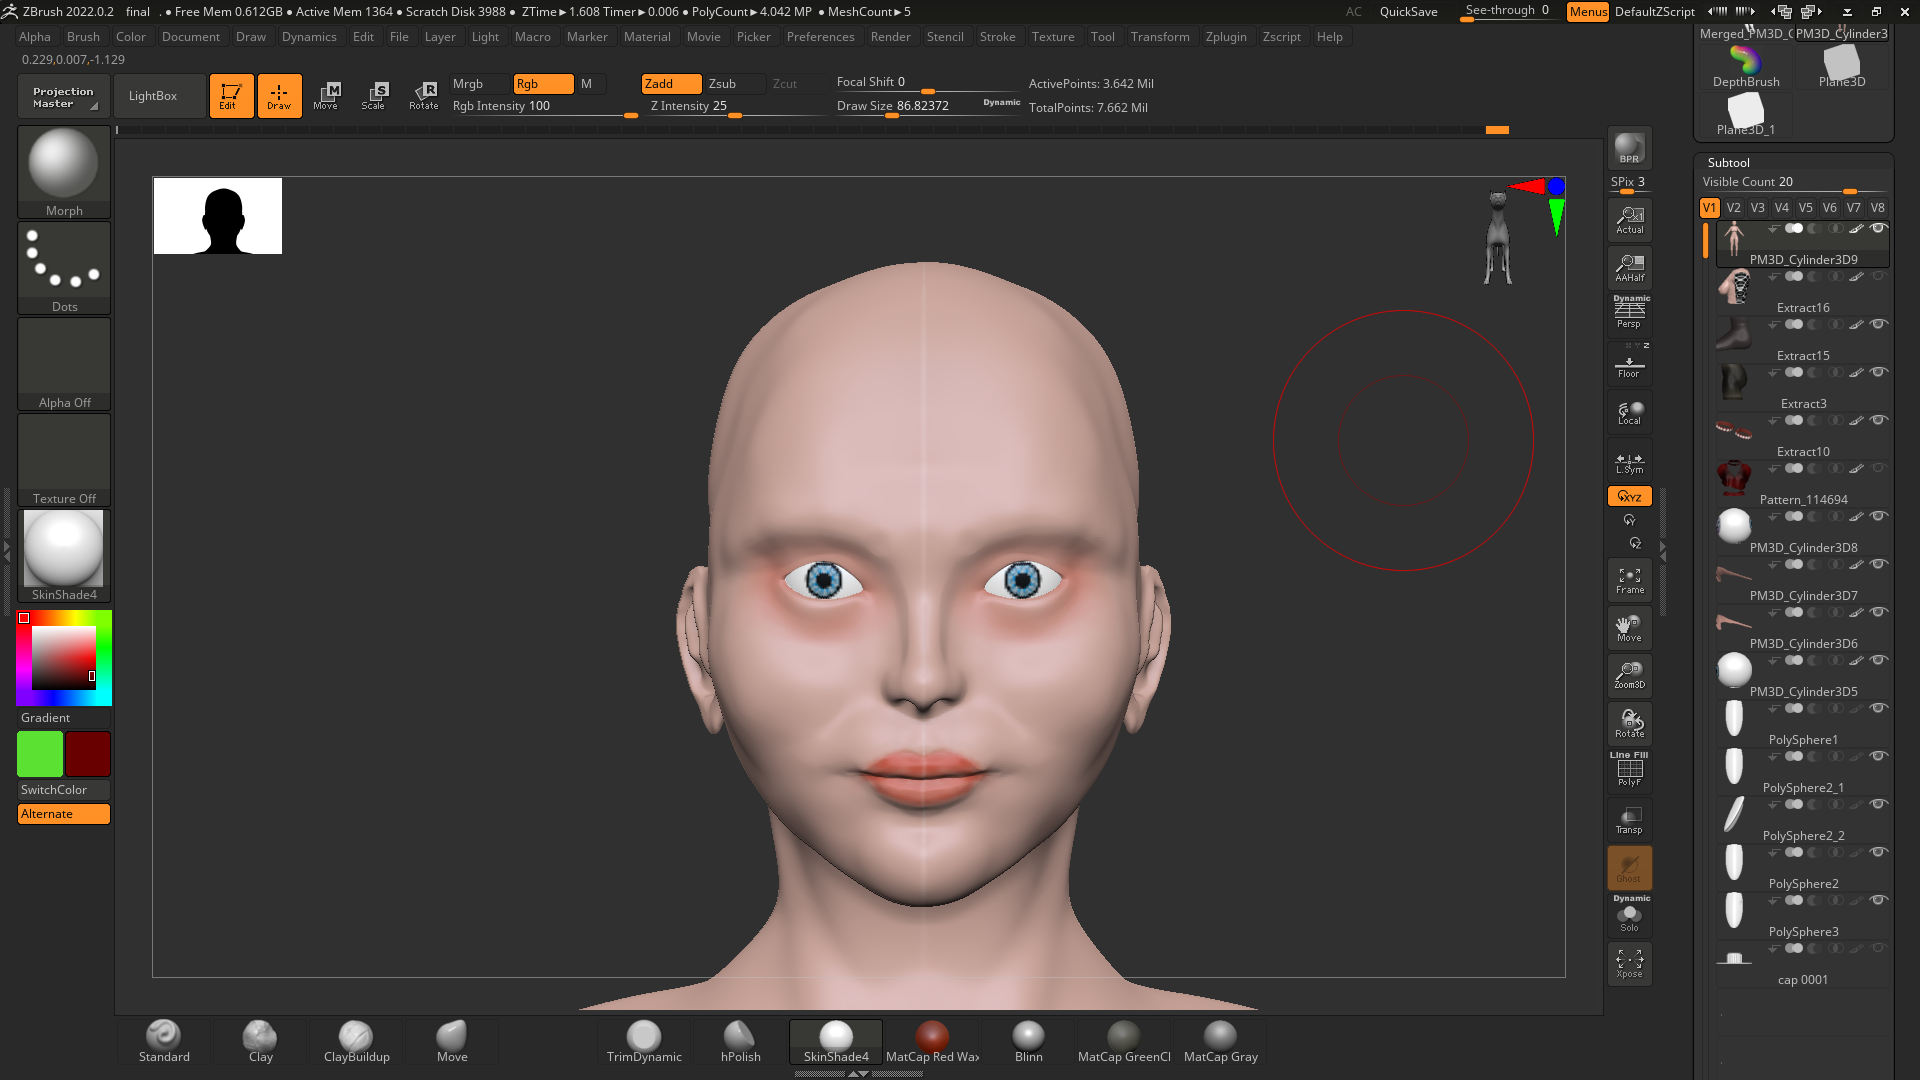 ZBrush 2022.0.2 final . • Free Mem 0.612GB • Active Mem 1364 • Scratch Disk 3988 • ZTime►1.608 Timer►0.006 • PolyCount►4.042 MP • MeshCount►5 AC QuickSave See-through 0 Menus DefaultZScript
Alpha Brush Color Document Draw Dynamics Edit File Layer Light Macro Marker Material Movie Picker Preferences Render Stencil Stroke Texture Tool Transform Zplugin Zscript Help
0.229,0.007,-1.129
Projection
Master
LightBox
Edit
Draw
Move
Scale
Rotate
Mrgb Rgb M
Rgb Intensity 100
Zadd Zsub Zcut
Z Intensity 25
Focal Shift 0
Draw Size 86.82372 Dynamic
ActivePoints: 3.642 Mil
TotalPoints: 7.662 Mil
Morph
Dots
Alpha Off
Texture Off
SkinShade4
Gradient
SwitchColor
Alternate
BPR
SPix 3
Actual
AAHalf
Dynamic
Persp
Floor
Local
L.Sym
XYZ
Y
Z
Frame
Move
Zoom3D
Rotate
Line Fill
PolyF
Transp
Ghost
Dynamic
Solo
Xpose
PM3D_Cylinder3
DepthBrush Plane3D
Plane3D_1
Subtool
Visible Count 20
V1 V2 V3 V4 V5 V6 V7 V8
PM3D_Cylinder3D9
Extract16
Extract15
Extract3
Extract10
Pattern_114694
PM3D_Cylinder3D8
PM3D_Cylinder3D7
PM3D_Cylinder3D6
PM3D_Cylinder3D5
PolySphere1
PolySphere2_1
PolySphere2_2
PolySphere2
PolySphere3
cap 0001
Standard Clay ClayBuildup Move TrimDynamic hPolish SkinShade4 MatCap Red Wax Blinn MatCap GreenCl MatCap Gray